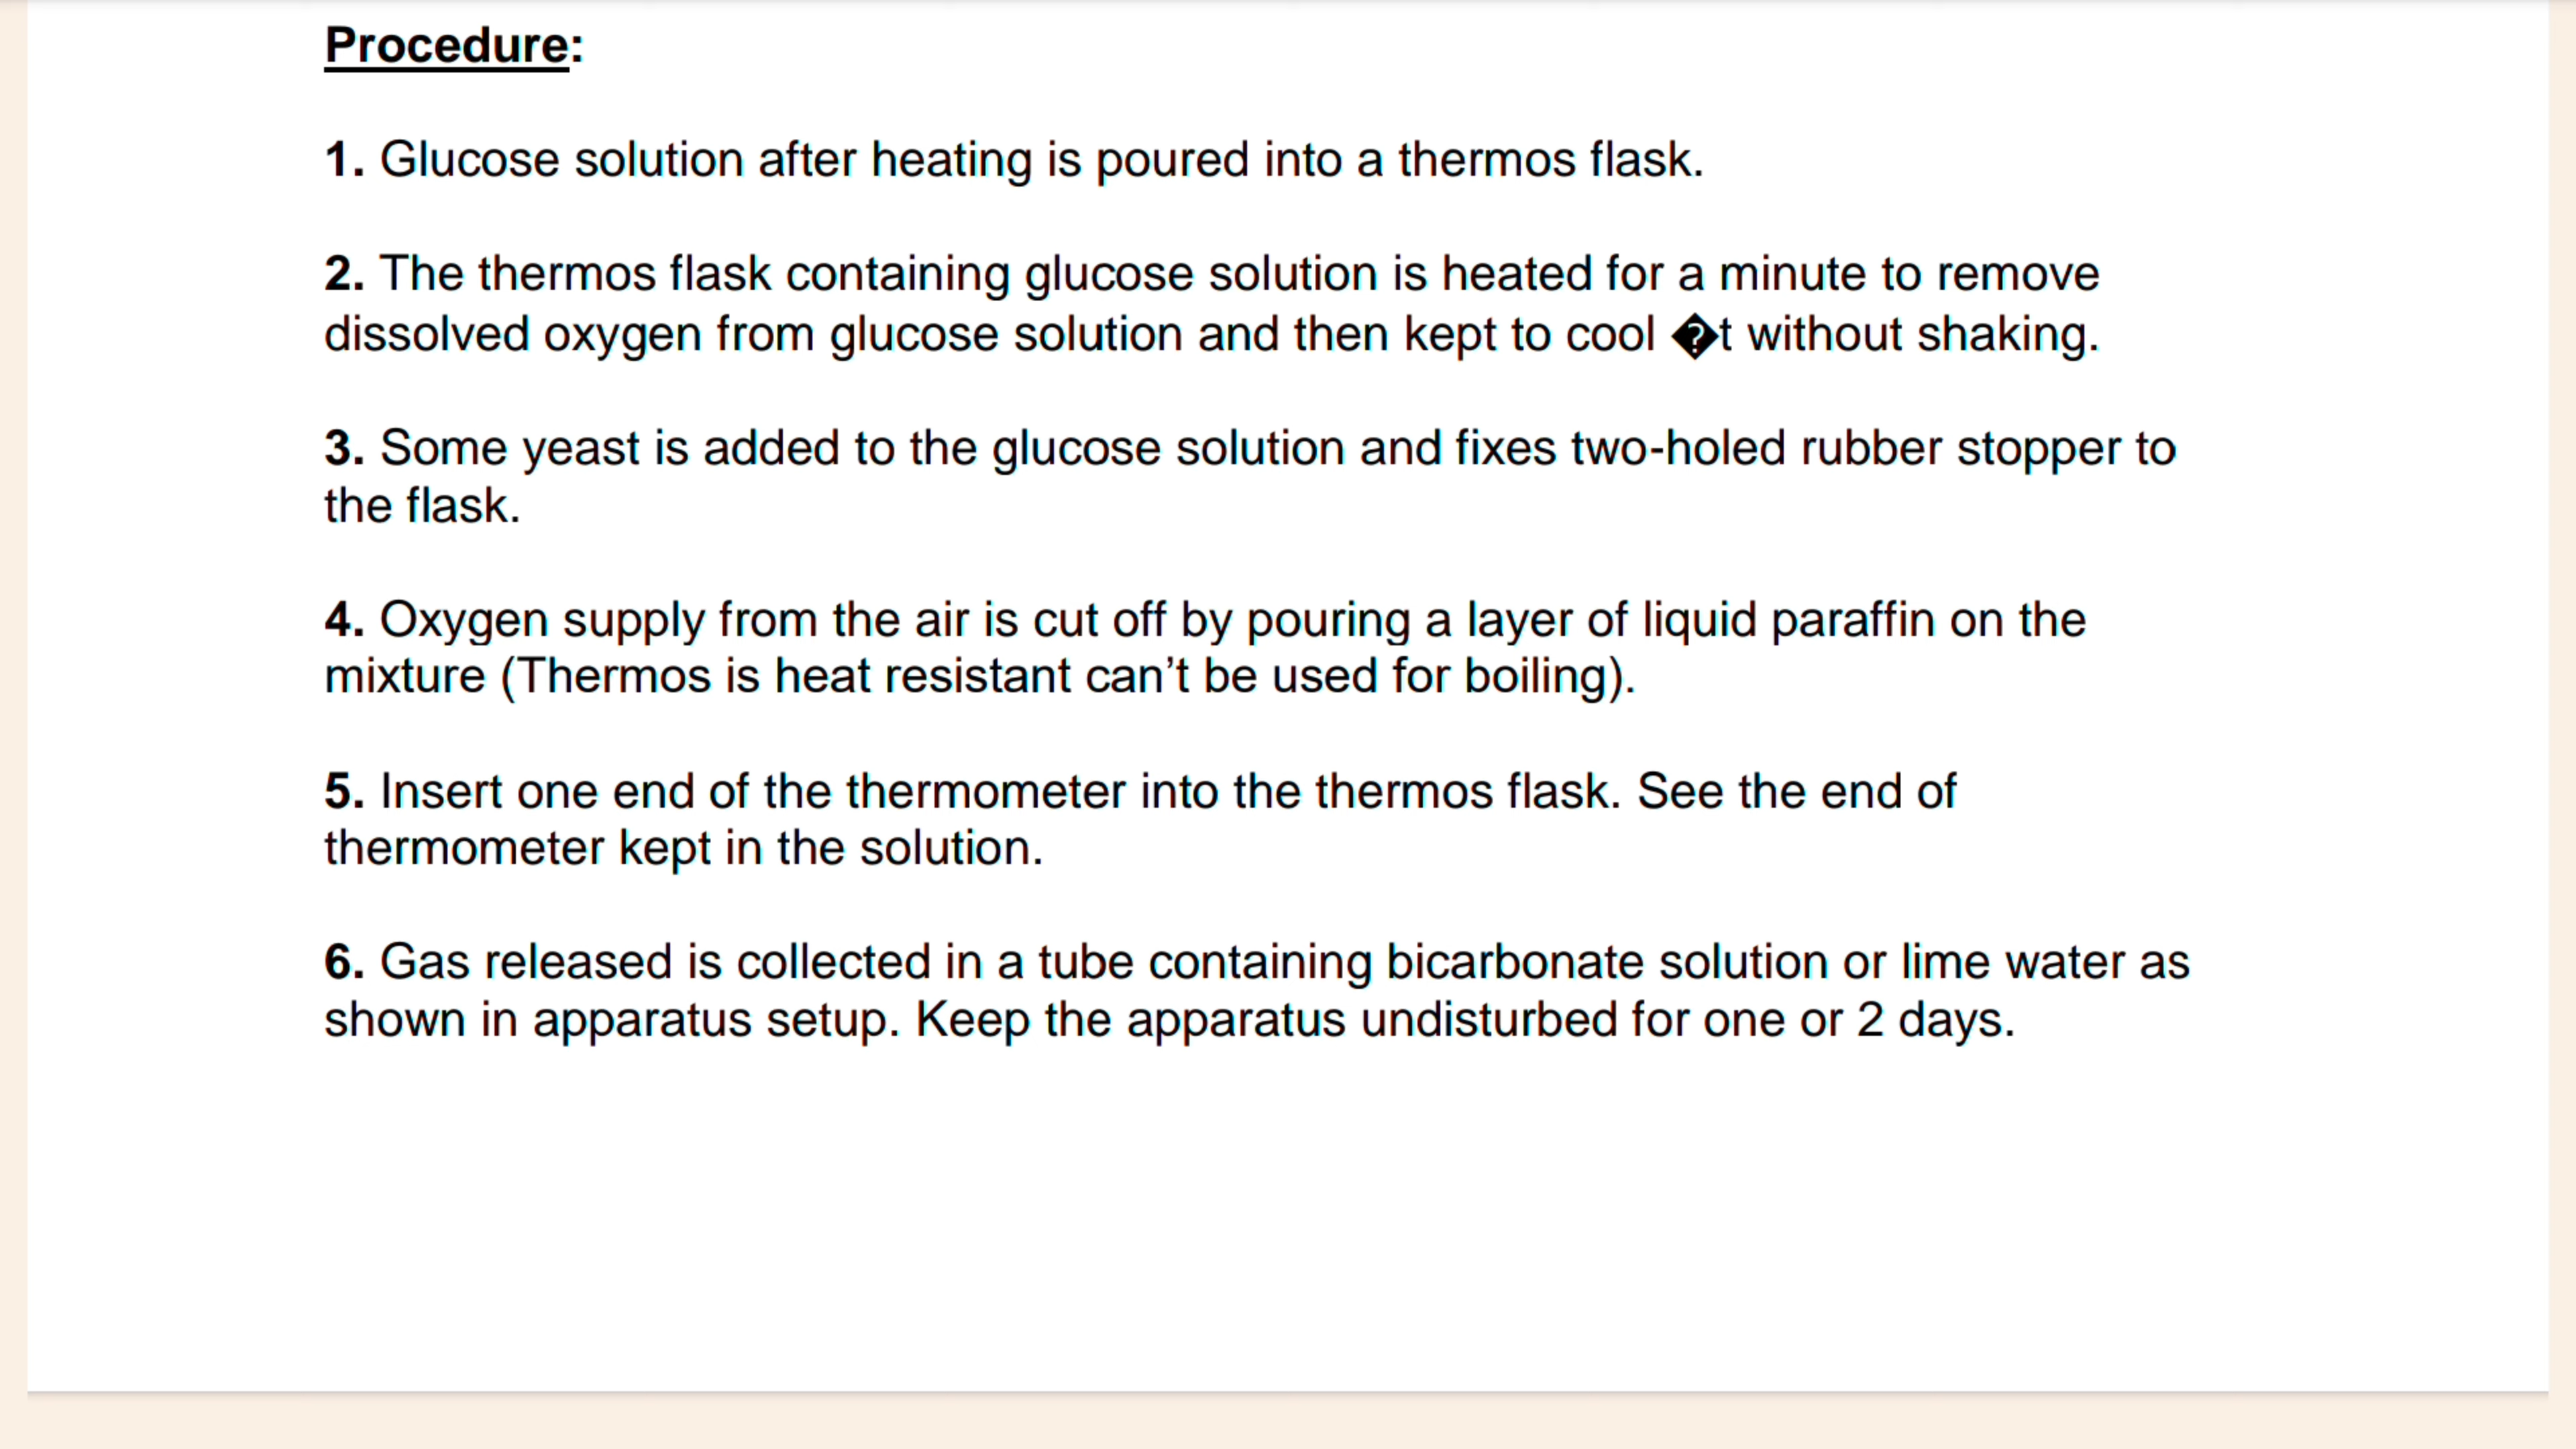 Procedure:
1. Glucose solution after heating is poured into a thermos flask.
2. The thermos flask containing glucose solution is heated for a minute to remove
dissolved oxygen from glucose solution and then kept to cool �t without shaking.
3. Some yeast is added to the glucose solution and fixes two-holed rubber stopper to
the flask.
4. Oxygen supply from the air is cut off by pouring a layer of liquid paraffin on the
mixture (Thermos is heat resistant can’t be used for boiling).
5. Insert one end of the thermometer into the thermos flask. See the end of
thermometer kept in the solution.
6. Gas released is collected in a tube containing bicarbonate solution or lime water as
shown in apparatus setup. Keep the apparatus undisturbed for one or 2 days.